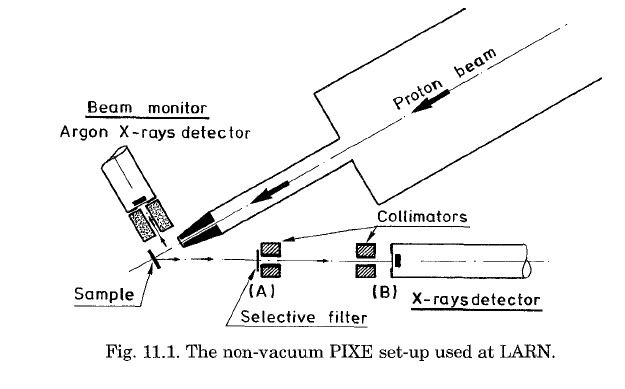 Proton beam
Beam monitor
Argon X-rays detector
Collimators
Sample
(A)
(B)
Selective filter
X-rays detector
Fig. 11.1. The non-vacuum PIXE set-up used at LARN.